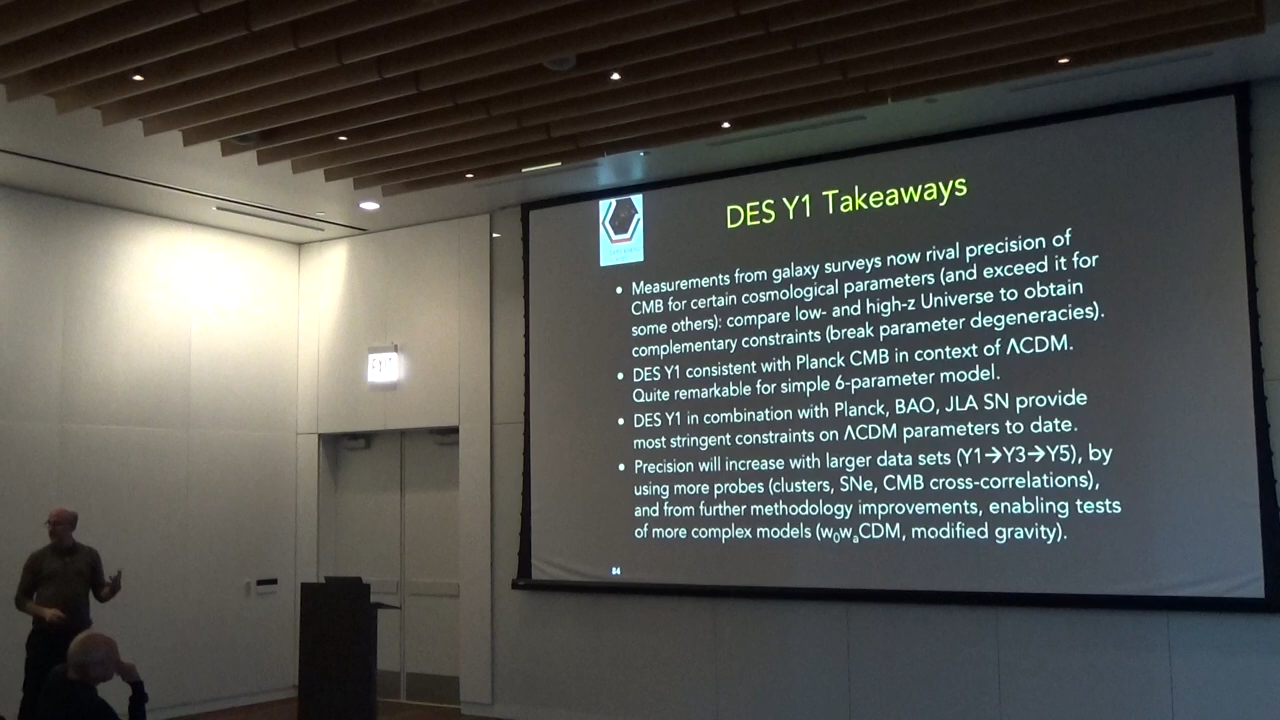 DES Y1 Takeaways
• Measurements from galaxy surveys now rival precision of
CMB for certain cosmological parameters (and exceed it for
some others): compare low- and high-z Universe to obtain
complementary constraints (break parameter degeneracies).
• DES Y1 consistent with Planck CMB in context of ΛCDM.
Quite remarkable for simple 6-parameter model.
• DES Y1 in combination with Planck, BAO, JLA SN provide
most stringent constraints on ΛCDM parameters to date.
• Precision will increase with larger data sets (Y1→Y3→Y5), by
using more probes (clusters, SNe, CMB cross-correlations),
and from further methodology improvements, enabling tests
of more complex models (w₀wₐCDM, modified gravity).
84
EXIT